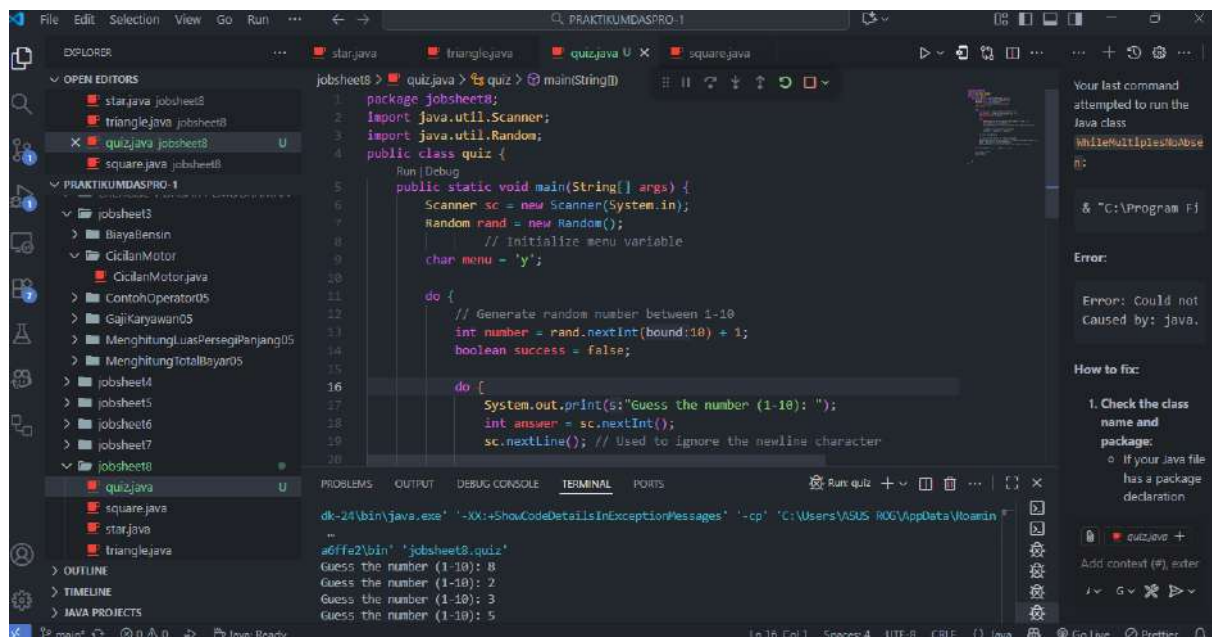 File Edit Selection View Go Run ... PRAKTIKUMDASPRO-1
EXPLORER ...
OPEN EDITORS
star.java jobsheet8
triangle.java jobsheet8
quiz.java jobsheet8 U
square.java jobsheet8
PRAKTIKUMDASPRO-1
jobsheet3
BiayaBensin
CicilanMotor
CicilanMotor.java
ContohOperator05
GajiKaryawan05
MenghitungLuasPersegiPanjang05
MenghitungTotalBayar05
jobsheet4
jobsheet5
jobsheet6
jobsheet7
jobsheet8
quiz.java U
square.java
star.java
triangle.java
OUTLINE
TIMELINE
JAVA PROJECTS
star.java triangle.java quiz.java U square.java
jobsheet8 > quiz.java > quiz > main(String[])
1 package jobsheet8;
2 import java.util.Scanner;
3 import java.util.Random;
4 public class quiz {
Run | Debug
5 public static void main(String[] args) {
6 Scanner sc = new Scanner(System.in);
7 Random rand = new Random();
8 // Initialize menu variable
9 char menu = 'y';
10
11 do {
12 // Generate random number between 1-10
13 int number = rand.nextInt(bound:10) + 1;
14 boolean success = false;
15
16 do {
17 System.out.print(s:"Guess the number (1-10): ");
18 int answer = sc.nextInt();
19 sc.nextLine(); // Used to ignore the newline character
20
PROBLEMS OUTPUT DEBUG CONSOLE TERMINAL PORTS Run: quiz
dk-24\bin\java.exe' '-XX:+ShowCodeDetailsInExceptionMessages' '-cp' 'C:\Users\ASUS ROG\AppData\Roamin
...
a6ffe2\bin' 'jobsheet8.quiz'
Guess the number (1-10): 8
Guess the number (1-10): 2
Guess the number (1-10): 3
Guess the number (1-10): 5
Your last command
attempted to run the
Java class
WhileMultiplesNoAbse
n:
& "C:\Program Fi
Error:
Error: Could not
Caused by: java.
How to fix:
1. Check the class
name and
package:
If your Java file
has a package
declaration
quiz.java +
Add context (#), exter
main* 0 0 Java: Ready Ln 16, Col 1 Spaces: 4 UTF-8 CRLF Java Go Live Prettier